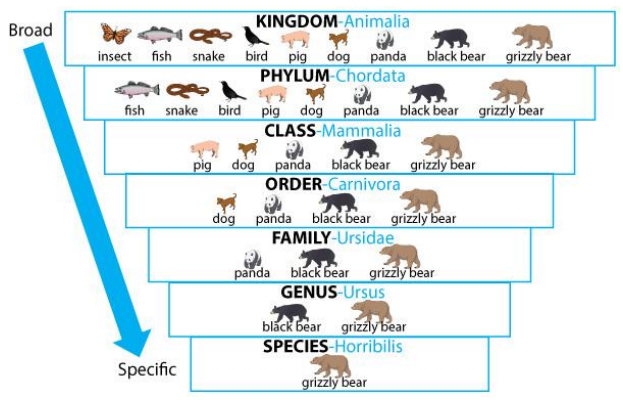 Broad
KINGDOM-Animalia
insect fish snake bird pig dog panda black bear grizzly bear
PHYLUM-Chordata
fish snake bird pig dog panda black bear grizzly bear
CLASS-Mammalia
pig dog panda black bear grizzly bear
ORDER-Carnivora
dog panda black bear grizzly bear
FAMILY-Ursidae
panda black bear grizzly bear
GENUS-Ursus
black bear grizzly bear
SPECIES-Horribilis
Specific
grizzly bear